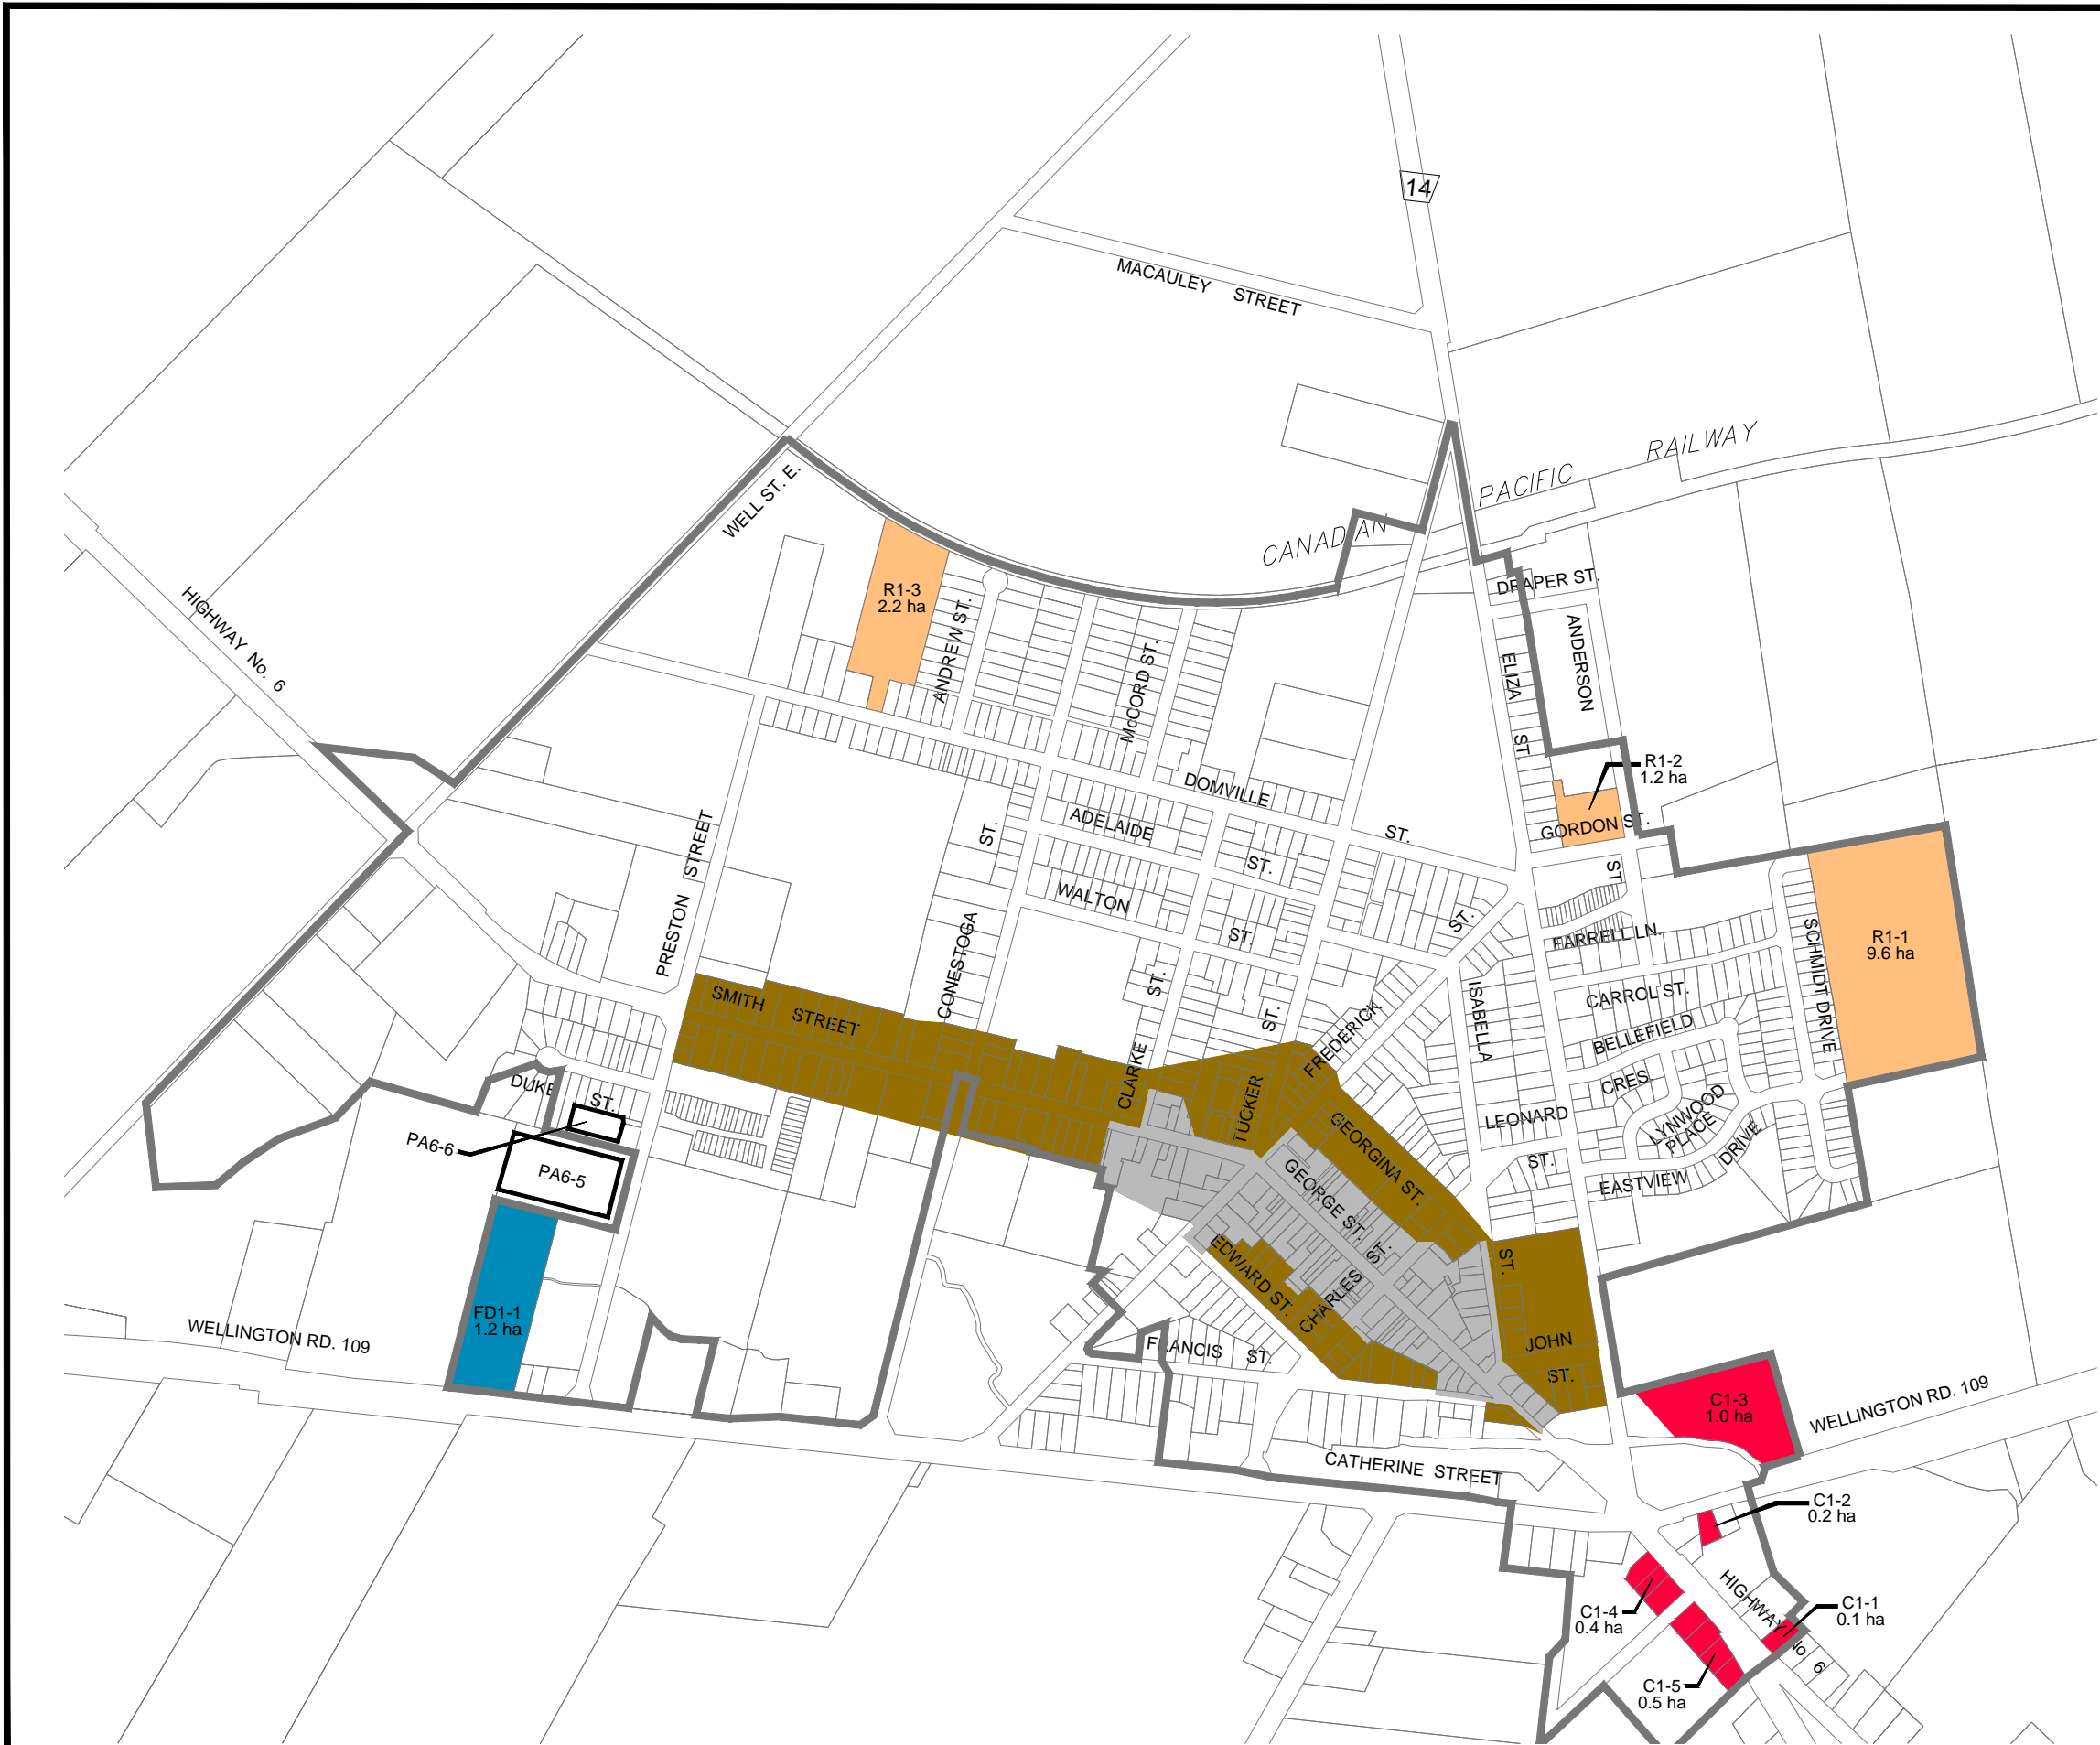 14
MACAULEY STREET
CANADIAN PACIFIC RAILWAY
WELL ST. E.
HIGHWAY No. 6
R1-3
2.2 ha
ANDREW ST.
McCORD ST.
DRAPER ST.
ANDERSON
ELIZA ST.
R1-2
1.2 ha
GORDON ST.
DOMVILLE ST.
ADELAIDE ST.
WALTON ST.
PRESTON STREET
CONESTOGA ST.
ST.
ST
FARRELL LN.
SCHMIDT DRIVE
R1-1
9.6 ha
CARROL ST.
BELLEFIELD CRES
ISABELLA ST.
SMITH STREET
CLARKE ST.
TUCKER ST.
FREDERICK
LEONARD ST.
LYNWOOD
PLACE
EASTVIEW DRIVE
DUKE ST.
PA6-6
PA6-5
GEORGINA ST.
GEORGE ST.
CHARLES ST.
EDWARD ST.
FRANCIS ST.
JOHN ST.
FD1-1
1.2 ha
WELLINGTON RD. 109
C1-3
1.0 ha
WELLINGTON RD. 109
CATHERINE STREET
C1-2
0.2 ha
HIGHWAY No 6
C1-1
0.1 ha
C1-4
0.4 ha
C1-5
0.5 ha